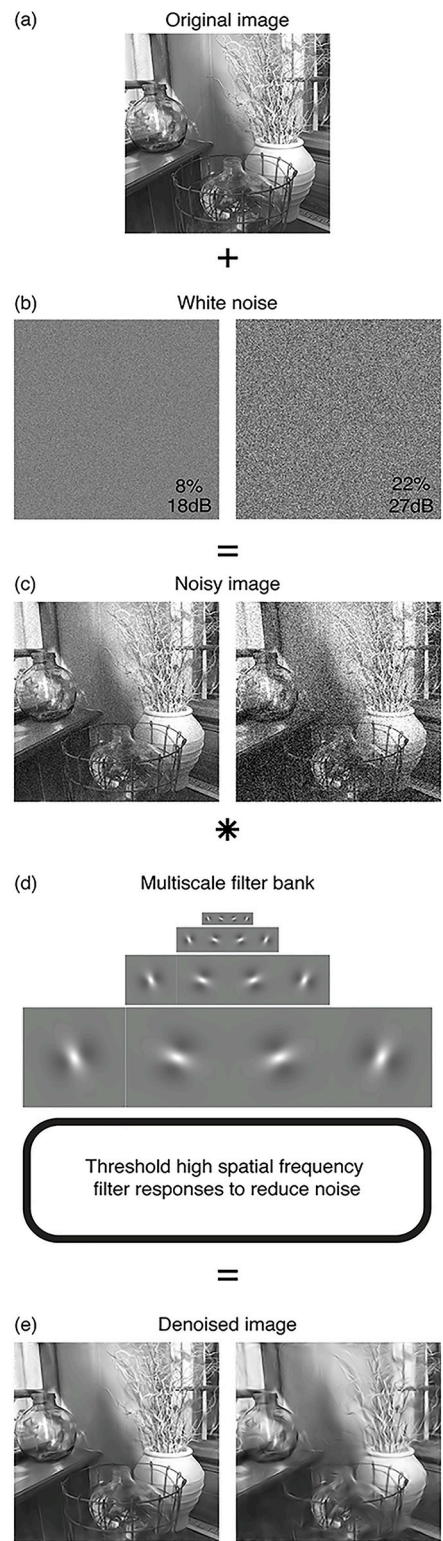 (a) Original image
+
(b) White noise
8% 22%
18dB 27dB
=
(c) Noisy image
*
(d) Multiscale filter bank
Threshold high spatial frequency
filter responses to reduce noise
=
(e) Denoised image